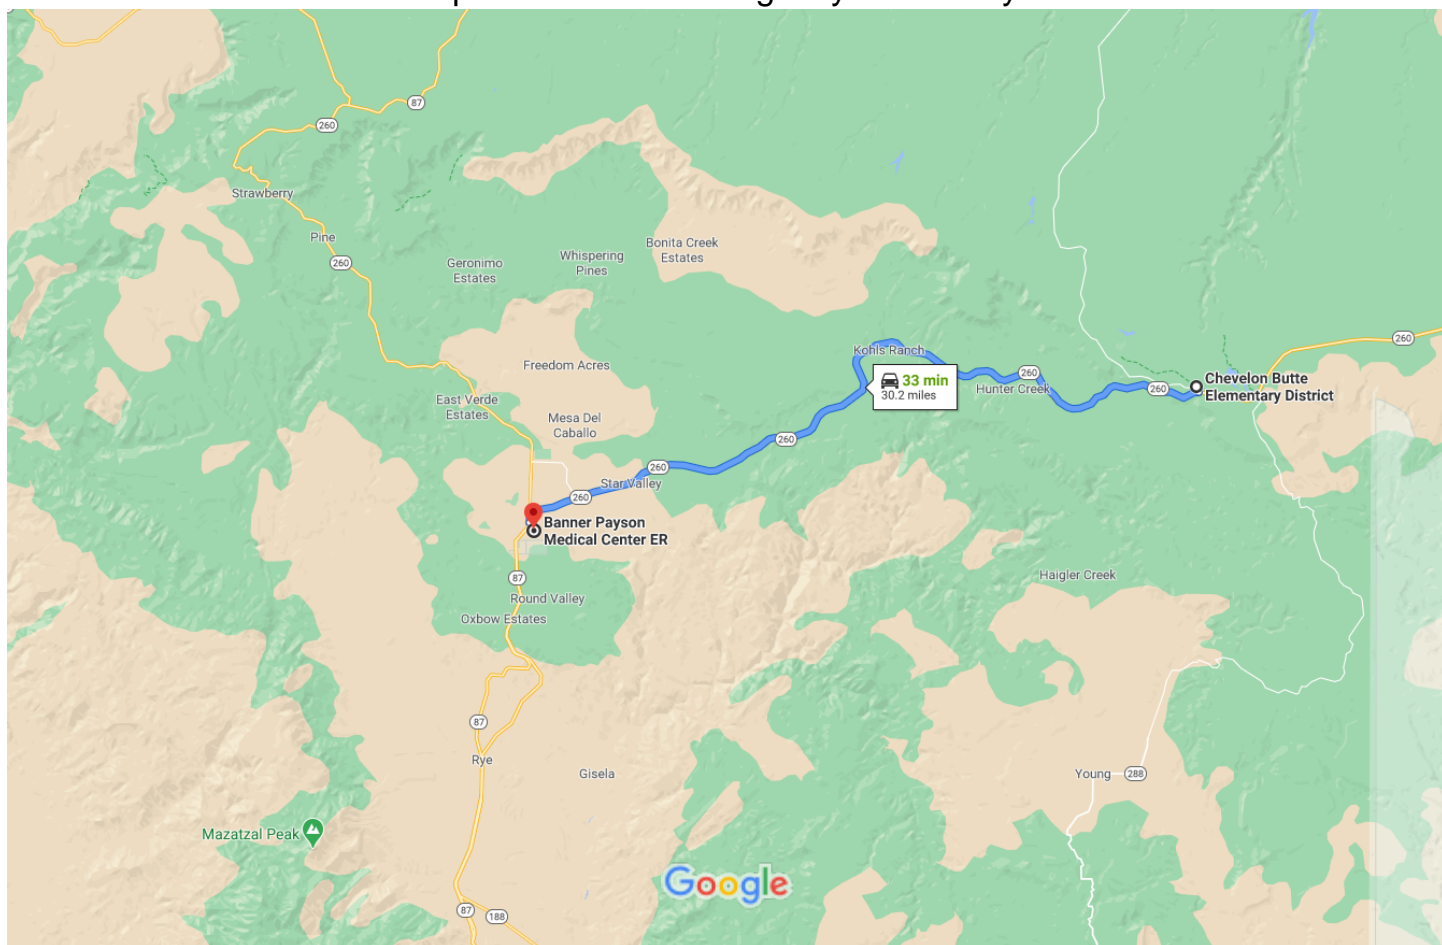 87
260
Strawberry
Pine
260
Geronimo
Estates
Whispering
Pines
Bonita Creek
Estates
260
Kohls Ranch
Freedom Acres
33 min
30.2 miles
260
Hunter Creek
260
Chevelon Butte
Elementary District
East Verde
Estates
Mesa Del
Caballo
260
260
Star Valley
260
Banner Payson
Medical Center ER
87
Round Valley
Oxbow Estates
Haigler Creek
87
Rye
Gisela
Young
288
Mazatzal Peak
Google
87
188